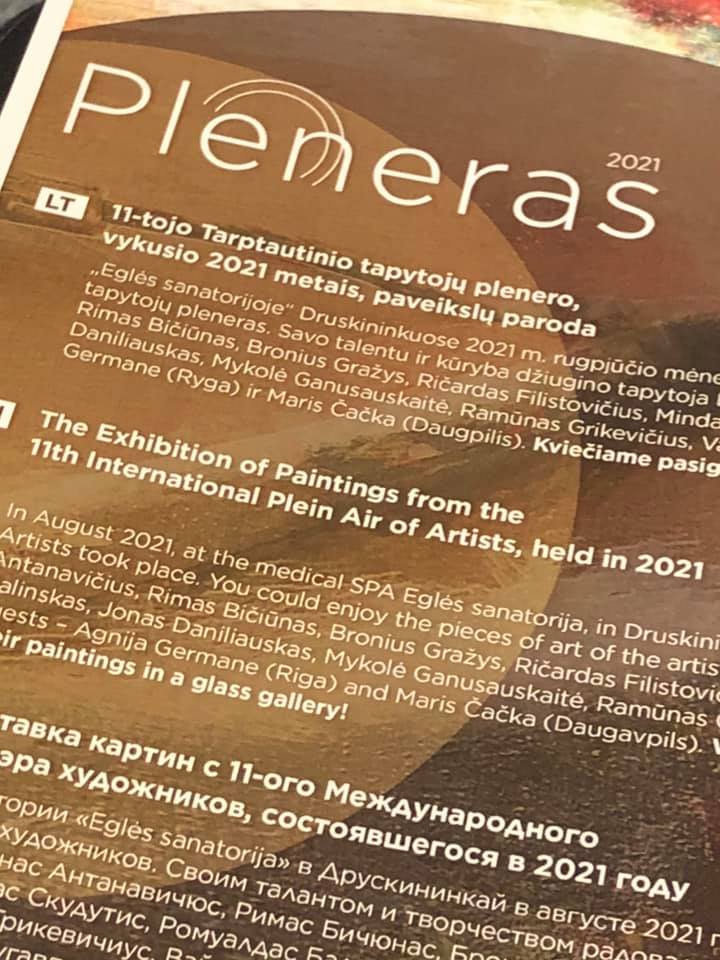 Pleneras
2021
LT
11-tojo Tarptautinio tapytojų plenero,
vykusio 2021 metais, paveikslų paroda
„Eglės sanatorijoje“ Druskininkuose 2021 m. rugpjūčio mėne
tapytojų pleneras. Savo talentu ir kūryba džiugino tapytoja
Rimas Bičiūnas, Bronius Gražys, Ričardas Filistovičius, Minda
Daniliauskas, Mykolė Ganusauskaitė, Ramūnas Grikevičius, Va
Germane (Ryga) ir Maris Čačka (Daugpilis). Kviečiame pasig
The Exhibition of Paintings from the
11th International Plein Air of Artists, held in 2021
In August 2021, at the medical SPA Eglės sanatorija, in Druskini
Artists took place. You could enjoy the pieces of art of the artis
Antanavičius, Rimas Bičiūnas, Bronius Gražys, Ričardas Filistovič
alinskas, Jonas Daniliauskas, Mykolė Ganusauskaitė, Ramūnas
uests – Agnija Germane (Riga) and Maris Čačka (Daugavpils).
eir paintings in a glass gallery!
тавка картин с 11-ого Международного
эра художников, состоявшегося в 2021 году
тории «Eglės sanatorija» в Друскининкай в августе 2021 г
художников. Своим талантом и творчеством радова
нас Антанавичюс, Римас Бичюнас, Брон
ас Скудутис, Ромуалдас Ба
Грикевичиус, Вай